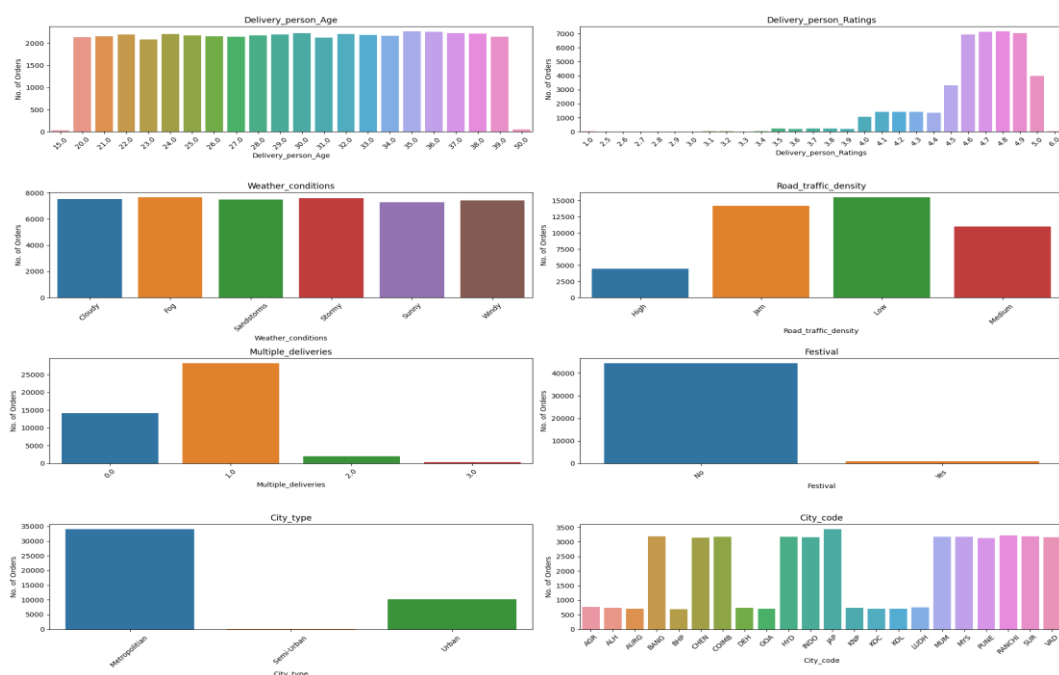 Delivery_person_Age
No. of Orders
2000
1500
1000
500
0
15.0 20.0 21.0 22.0 23.0 24.0 25.0 26.0 27.0 28.0 29.0 30.0 31.0 32.0 33.0 34.0 35.0 36.0 37.0 38.0 39.0 50.0
Delivery_person_Age
Delivery_person_Ratings
No. of Orders
7000
6000
5000
4000
3000
2000
1000
0
1.0 2.5 2.6 2.7 2.8 2.9 3.0 3.1 3.2 3.3 3.4 3.5 3.6 3.7 3.8 3.9 4.0 4.1 4.2 4.3 4.4 4.5 4.6 4.7 4.8 4.9 5.0 6.0
Delivery_person_Ratings
Weather_conditions
No. of Orders
8000
6000
4000
2000
0
Cloudy Fog Sandstorms Stormy Sunny Windy
Weather_conditions
Road_traffic_density
No. of Orders
15000
12500
10000
7500
5000
2500
0
High Jam Low Medium
Road_traffic_density
Multiple_deliveries
No. of Orders
25000
20000
15000
10000
5000
0
0.0 1.0 2.0 3.0
Multiple_deliveries
Festival
No. of Orders
40000
30000
20000
10000
0
No Yes
Festival
City_type
No. of Orders
35000
30000
25000
20000
15000
10000
5000
0
Metropolitian Semi-Urban Urban
City_type
City_code
No. of Orders
3500
3000
2500
2000
1500
1000
500
0
AGR ALH AURG BANG BHP CHEN COIMB DEH GOA HYD INDO JAP KNP KOC KOL LUDH MUM MYS PUNE RANCHI SUR VAD
City_code